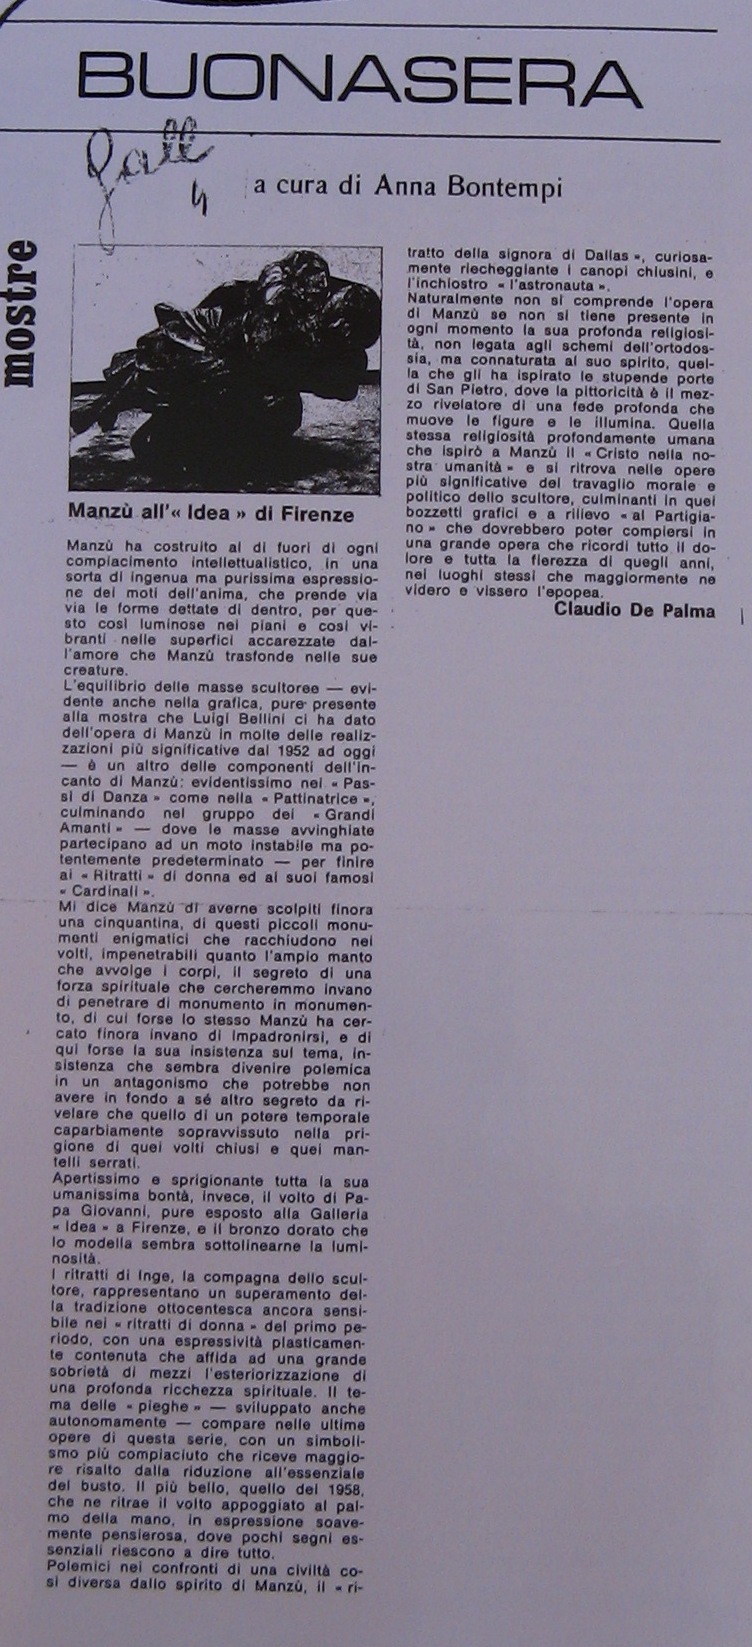 BUONASERA
Gall
4
a cura di Anna Bontempi
mostre
Manzù all'« Idea » di Firenze
Manzù ha costruito al di fuori di ogni
compiacimento intellettualistico, in una
sorta di ingenua ma purissima espressio-
ne dei moti dell'anima, che prende via
via le forme dettate di dentro, per que-
sto così luminose nei piani e così vi-
branti nelle superfici accarezzate dal-
l'amore che Manzù trasfonde nelle sue
creature.
L'equilibrio delle masse scultoree — evi-
dente anche nella grafica, pure presente
alla mostra che Luigi Bellini ci ha dato
dell'opera di Manzù in molte delle realiz-
zazioni più significative dal 1952 ad oggi
— è un altro delle componenti dell'in-
canto di Manzù: evidentissimo nei « Pas-
si di Danza » come nella « Pattinatrice »,
culminando nel gruppo dei « Grandi
Amanti » — dove le masse avvinghiate
partecipano ad un moto instabile ma po-
tentemente predeterminato — per finire
ai « Ritratti » di donna ed ai suoi famosi
« Cardinali ».
Mi dice Manzù di averne scolpiti finora
una cinquantina, di questi piccoli monu-
menti enigmatici che racchiudono nei
volti, impenetrabili quanto l'ampio manto
che avvolge i corpi, il segreto di una
forza spirituale che cercheremmo invano
di penetrare di monumento in monumen-
to, di cui forse lo stesso Manzù ha cer-
cato finora invano di impadronirsi, e di
qui forse la sua insistenza sul tema, in-
sistenza che sembra divenire polemica
in un antagonismo che potrebbe non
avere in fondo a sé altro segreto da ri-
velare che quello di un potere temporale
caparbiamente sopravvissuto nella pri-
gione di quei volti chiusi e quei man-
telli serrati.
Apertissimo e sprigionante tutta la sua
umanissima bontà, invece, il volto di Pa-
pa Giovanni, pure esposto alla Galleria
« Idea » a Firenze, e il bronzo dorato che
lo modella sembra sottolinearne la lumi-
nosità.
I ritratti di Inge, la compagna dello scul-
tore, rappresentano un superamento del-
la tradizione ottocentesca ancora sensi-
bile nei « ritratti di donna » del primo pe-
riodo, con una espressività plasticamen-
te contenuta che affida ad una grande
sobrietà di mezzi l'esteriorizzazione di
una profonda ricchezza spirituale. Il te-
ma delle « pieghe » — sviluppato anche
autonomamente — compare nelle ultime
opere di questa serie, con un simboli-
smo più compiaciuto che riceve maggio-
re risalto dalla riduzione all'essenziale
del busto. Il più bello, quello del 1958,
che ne ritrae il volto appoggiato al pal-
mo della mano, in espressione soave-
mente pensierosa, dove pochi segni es-
senziali riescono a dire tutto.
Polemici nei confronti di una civiltà co-
sì diversa dallo spirito di Manzù, il « ri-
tratto della signora di Dallas », curiosa-
mente riecheggiante i canopi chiusini, e
l'inchiostro « l'astronauta ».
Naturalmente non si comprende l'opera
di Manzù se non si tiene presente in
ogni momento la sua profonda religiosi-
tà, non legata agli schemi dell'ortodos-
sia, ma connaturata al suo spirito, quel-
la che gli ha ispirato le stupende porte
di San Pietro, dove la pittoricità è il mez-
zo rivelatore di una fede profonda che
muove le figure e le illumina. Quella
stessa religiosità profondamente umana
che ispirò a Manzù il « Cristo nella no-
stra umanità » e si ritrova nelle opere
più significative del travaglio morale e
politico dello scultore, culminanti in quei
bozzetti grafici e a rilievo « al Partigia-
no » che dovrebbero poter compiersi in
una grande opera che ricordi tutto il do-
lore e tutta la fierezza di quegli anni,
nei luoghi stessi che maggiormente ne
videro e vissero l'epopea.
Claudio De Palma